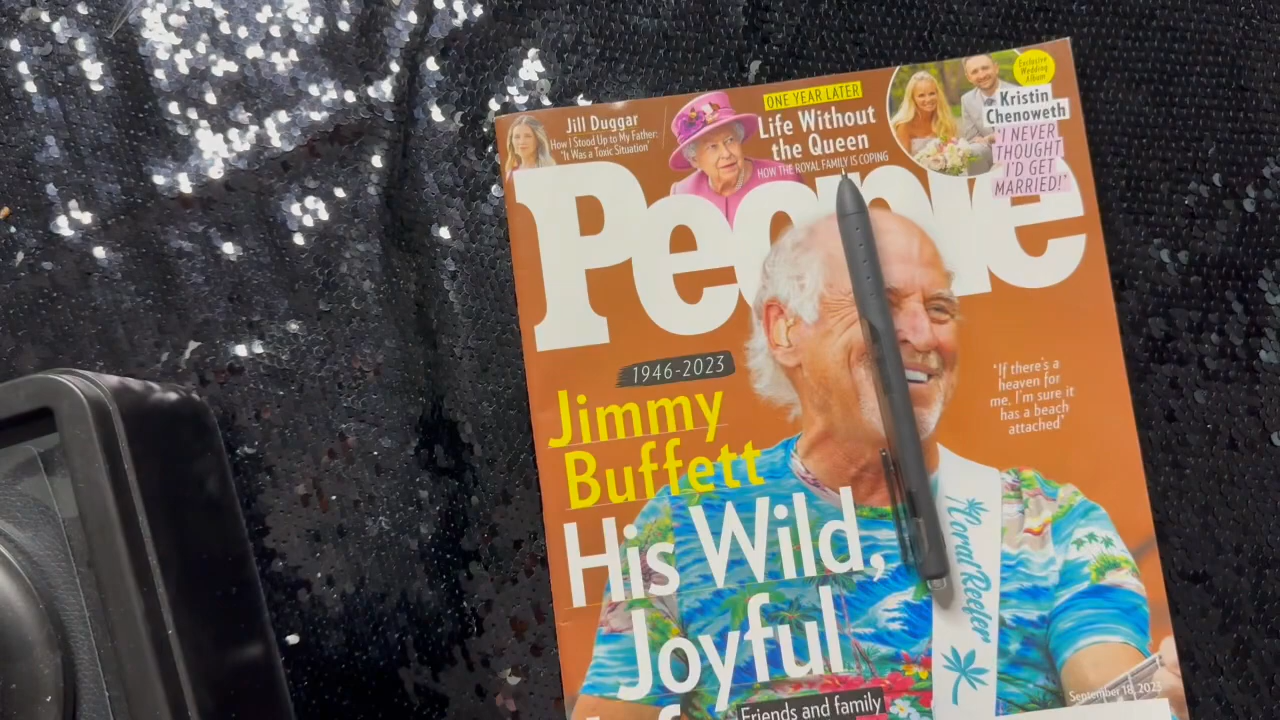 Jill Duggar
How I Stood Up to My Father:
"It Was a Toxic Situation"
ONE YEAR LATER
Life Without
the Queen
HOW THE ROYAL FAMILY IS COPING
Exclusive
Wedding
Album
Kristin
Chenoweth
'I NEVER
THOUGHT
I'D GET
MARRIED!'
People
1946-2023
Jimmy
Buffett
His Wild,
Joyful
Friends and family
'If there's a
heaven for
me, I'm sure it
has a beach
attached'
CoralReefer
September 18, 2023